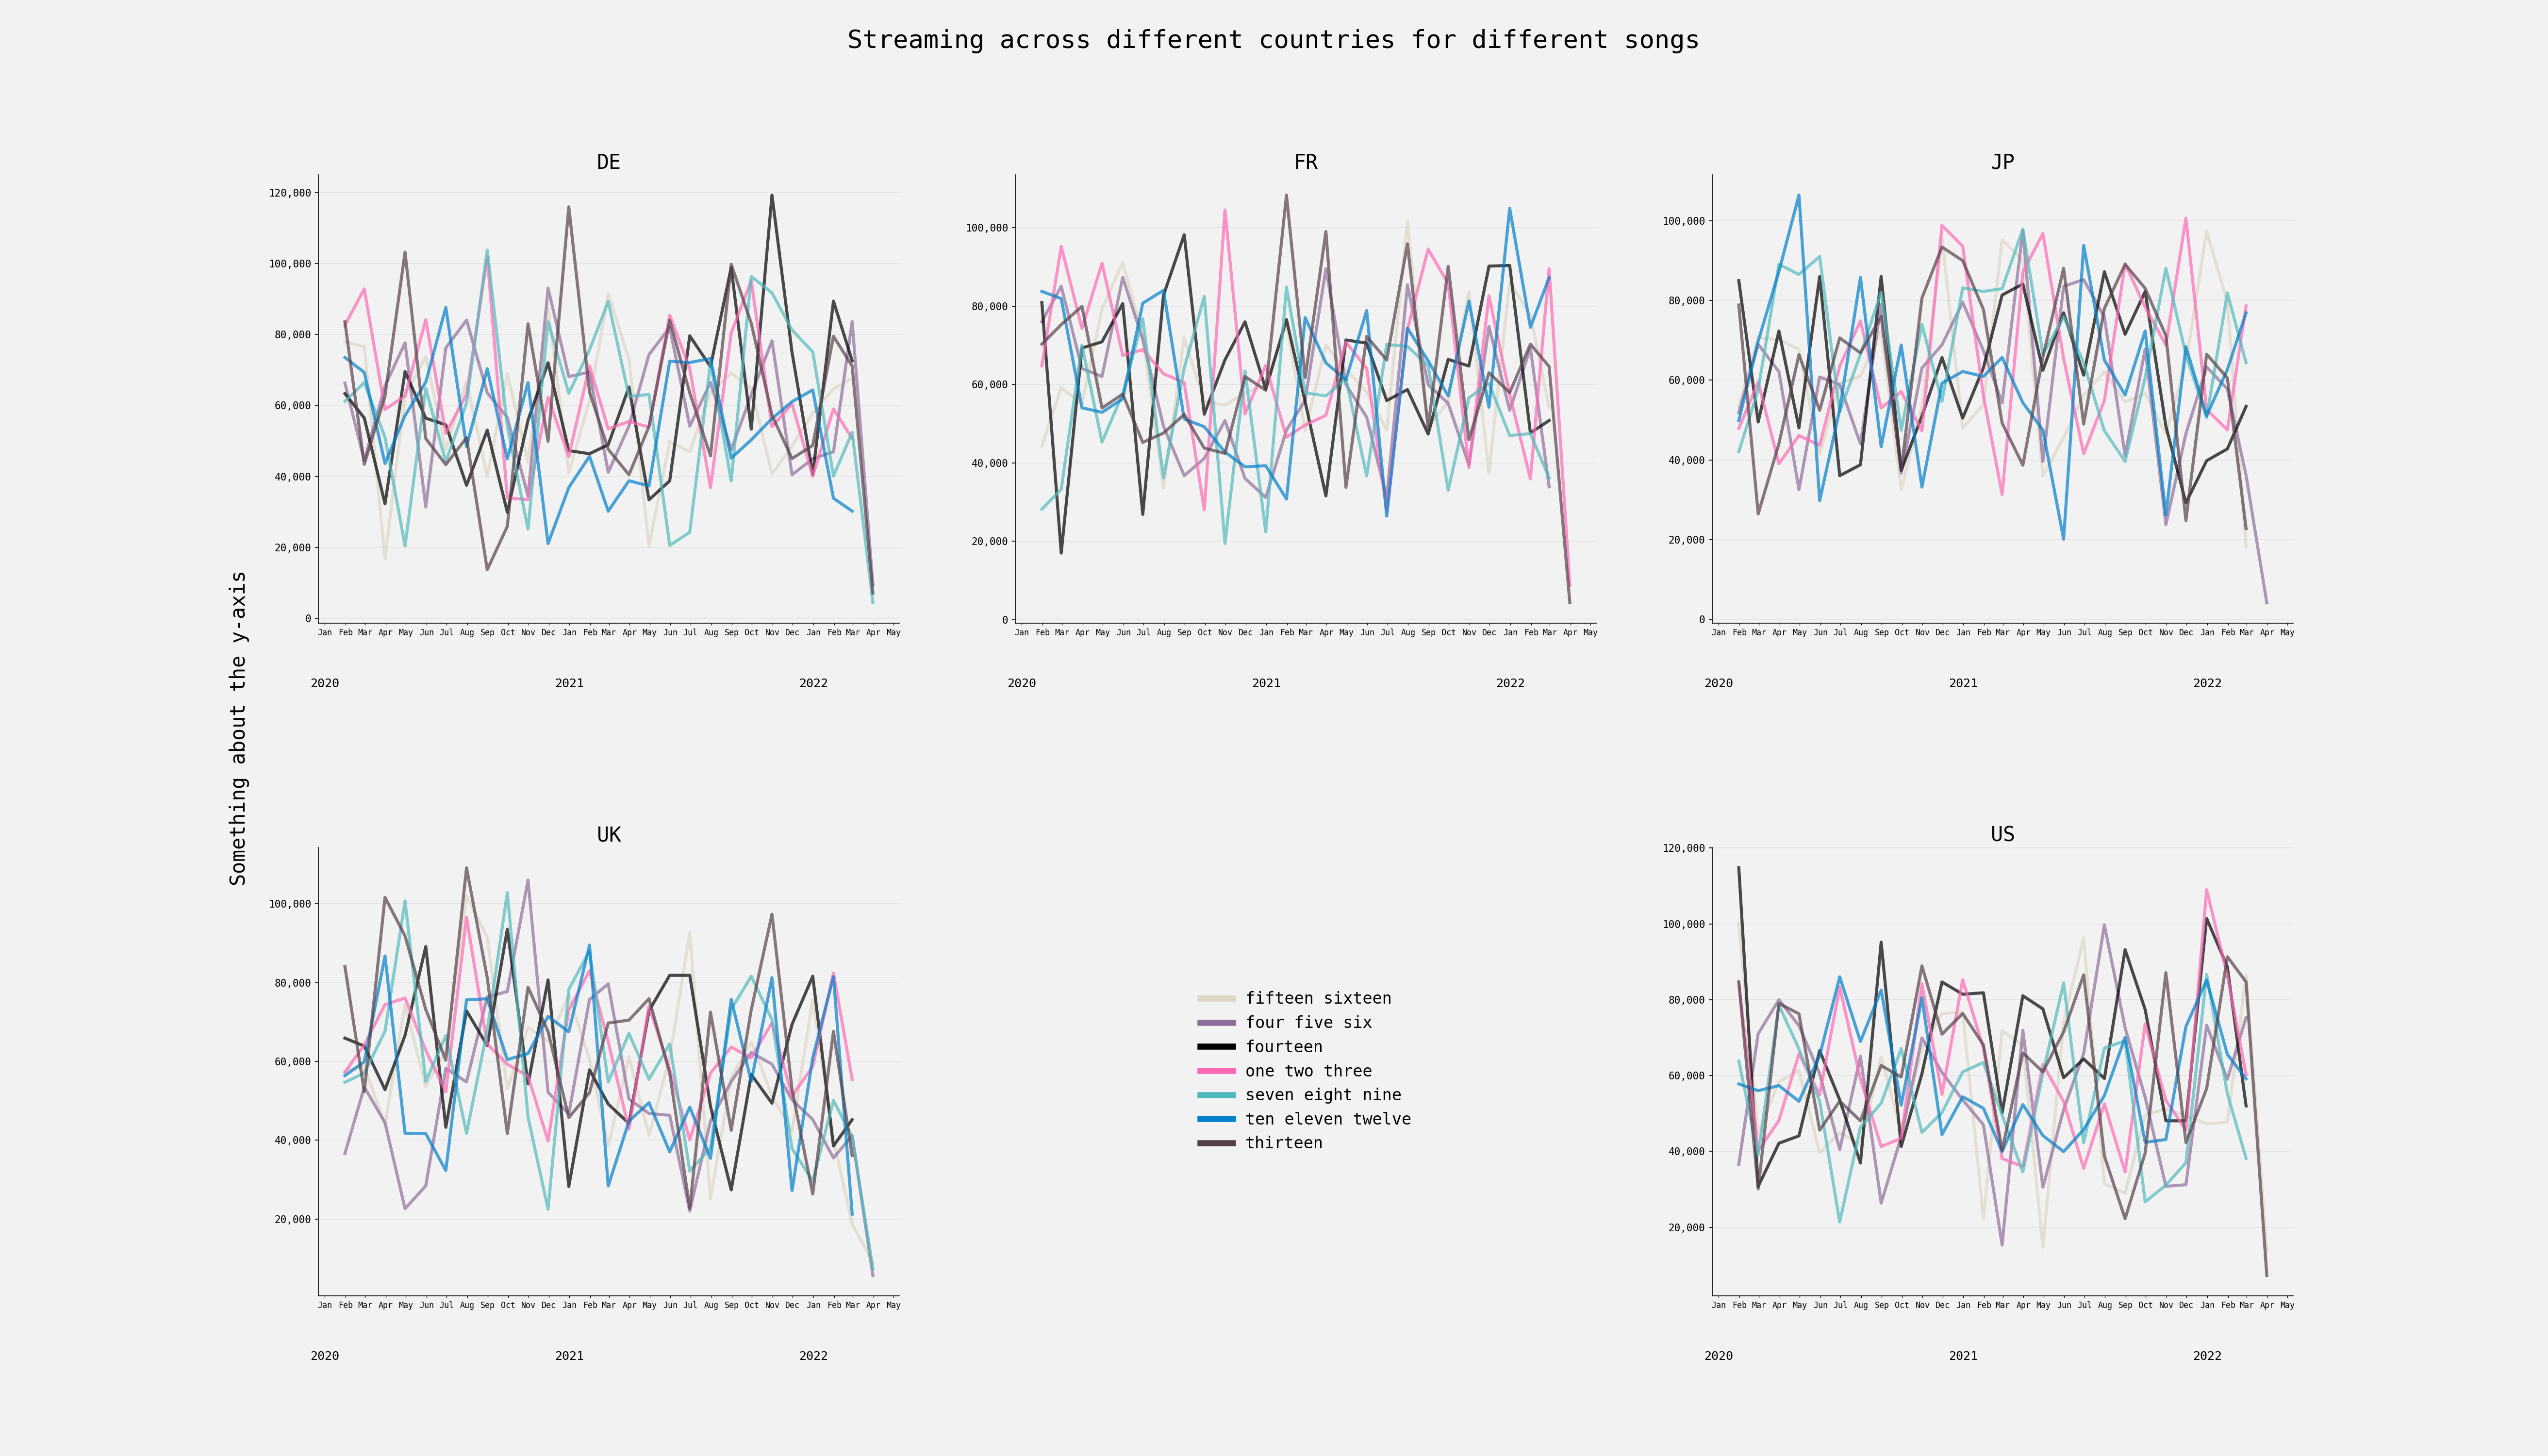 Streaming across different countries for different songs
Something about the y-axis
DE
120,000
100,000
80,000
60,000
40,000
20,000
0
Jan Feb Mar Apr May Jun Jul Aug Sep Oct Nov Dec Jan Feb Mar Apr May Jun Jul Aug Sep Oct Nov Dec Jan Feb Mar Apr May
2020 2021 2022
FR
100,000
80,000
60,000
40,000
20,000
0
Jan Feb Mar Apr May Jun Jul Aug Sep Oct Nov Dec Jan Feb Mar Apr May Jun Jul Aug Sep Oct Nov Dec Jan Feb Mar Apr May
2020 2021 2022
JP
100,000
80,000
60,000
40,000
20,000
0
Jan Feb Mar Apr May Jun Jul Aug Sep Oct Nov Dec Jan Feb Mar Apr May Jun Jul Aug Sep Oct Nov Dec Jan Feb Mar Apr May
2020 2021 2022
UK
100,000
80,000
60,000
40,000
20,000
Jan Feb Mar Apr May Jun Jul Aug Sep Oct Nov Dec Jan Feb Mar Apr May Jun Jul Aug Sep Oct Nov Dec Jan Feb Mar Apr May
2020 2021 2022
fifteen sixteen
four five six
fourteen
one two three
seven eight nine
ten eleven twelve
thirteen
US
120,000
100,000
80,000
60,000
40,000
20,000
Jan Feb Mar Apr May Jun Jul Aug Sep Oct Nov Dec Jan Feb Mar Apr May Jun Jul Aug Sep Oct Nov Dec Jan Feb Mar Apr May
2020 2021 2022